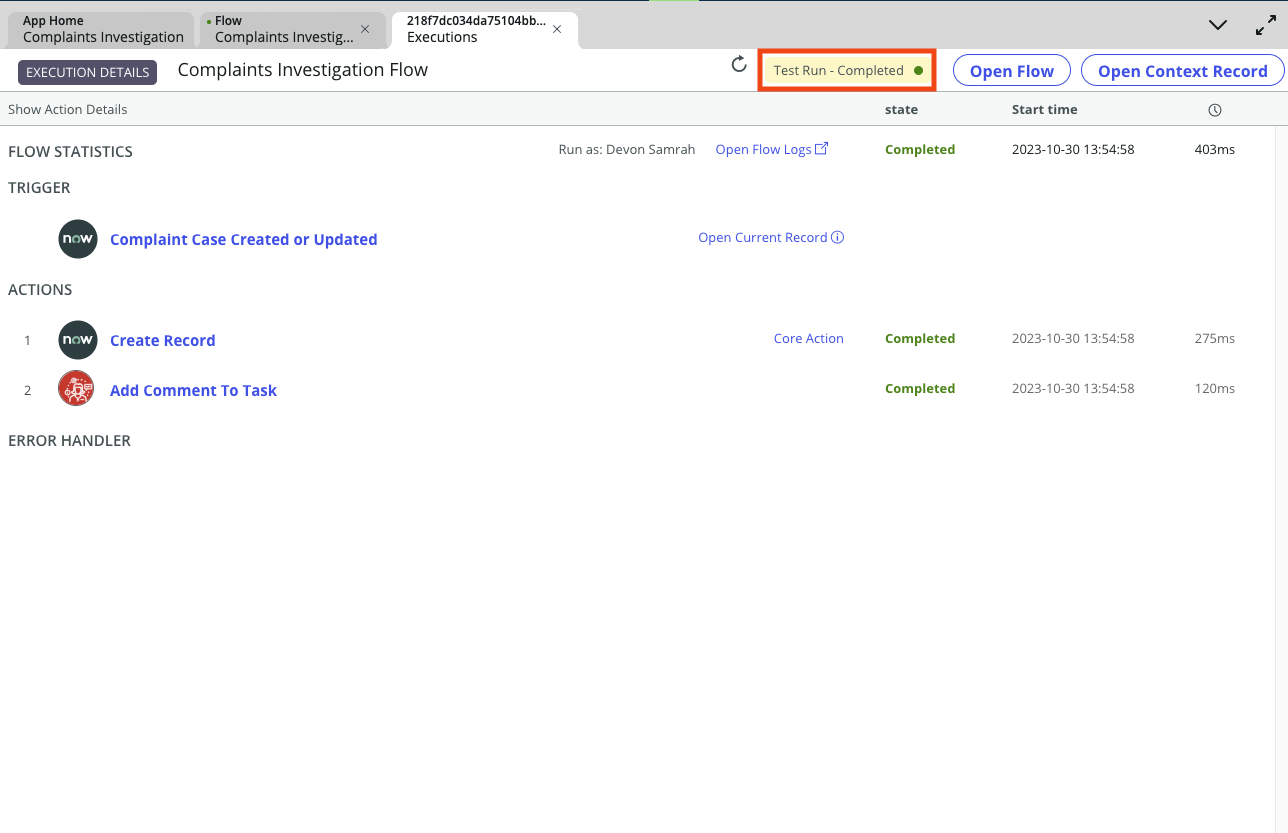 App Home
Complaints Investigation
Flow
Complaints Investig...
218f7dc034da75104bb...
Executions
EXECUTION DETAILS
Complaints Investigation Flow
Test Run - Completed
Open Flow
Open Context Record
Show Action Details
state
Start time
FLOW STATISTICS
Run as: Devon Samrah
Open Flow Logs
Completed
2023-10-30 13:54:58
403ms
TRIGGER
now
Complaint Case Created or Updated
Open Current Record
ACTIONS
1
now
Create Record
Core Action
Completed
2023-10-30 13:54:58
275ms
2
Add Comment To Task
Completed
2023-10-30 13:54:58
120ms
ERROR HANDLER